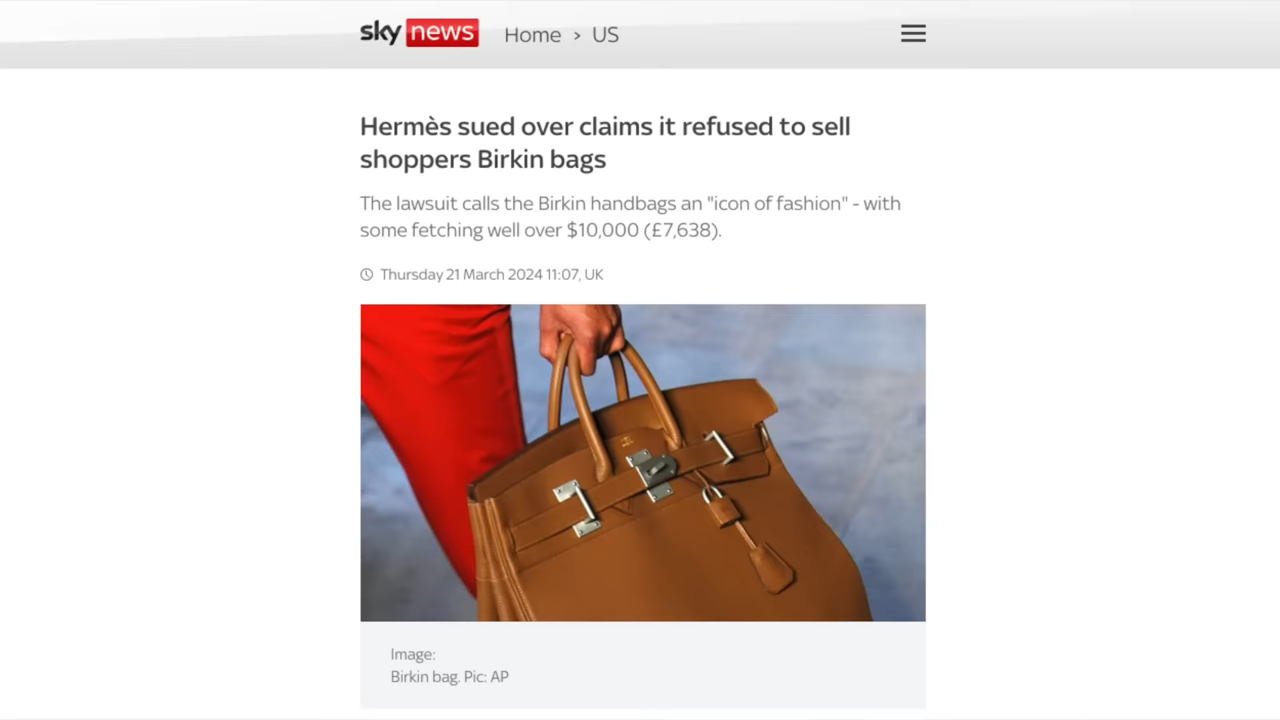 sky news Home > US
Hermès sued over claims it refused to sell
shoppers Birkin bags
The lawsuit calls the Birkin handbags an "icon of fashion" - with
some fetching well over $10,000 (£7,638).
Thursday 21 March 2024 11:07, UK
Image:
Birkin bag. Pic: AP